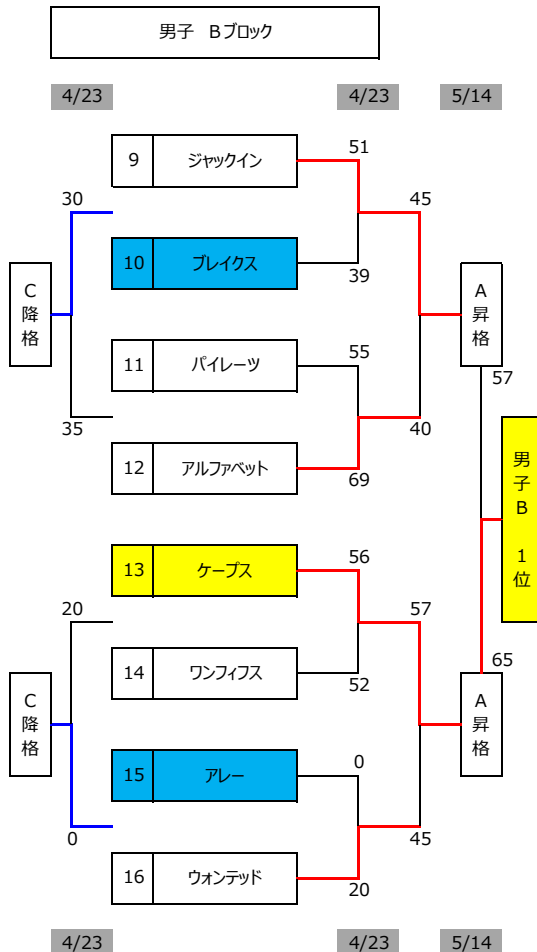 男子 Bブロック
4/23 4/23 5/14
9 ジャックイン 51
30 45
10 ブレイクス 39
C降格
A昇格
11 パイレーツ 55
57
35 40
12 アルファベット 69
男子B 1位
13 ケープス 56
20 57
14 ワンフィフス 52
65
C降格
A昇格
15 アレー 0
0 45
16 ウォンテッド 20
4/23 4/23 5/14